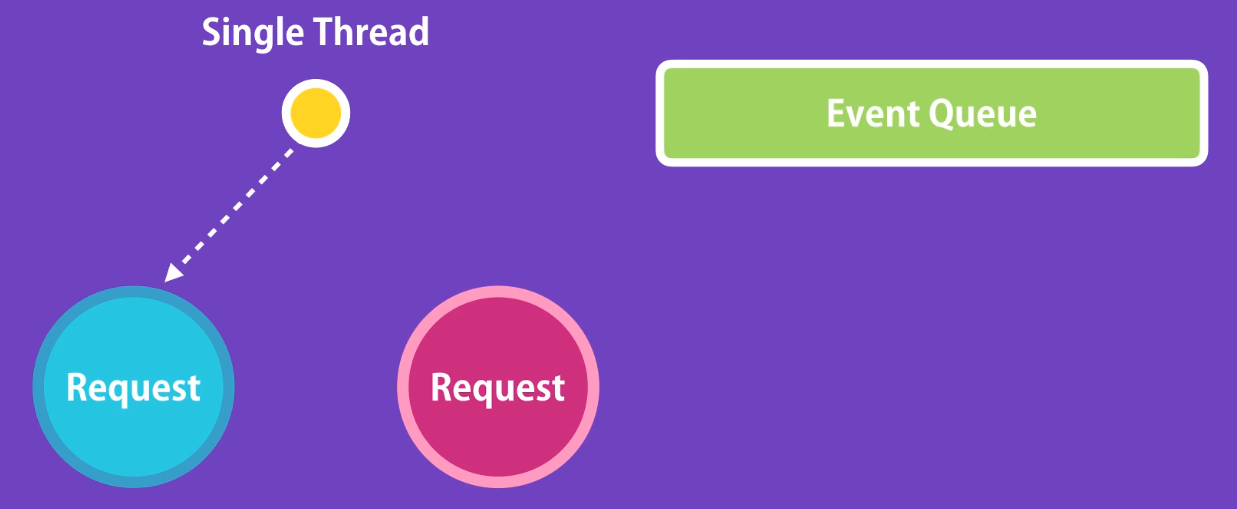 Single Thread
Event Queue
Request
Request